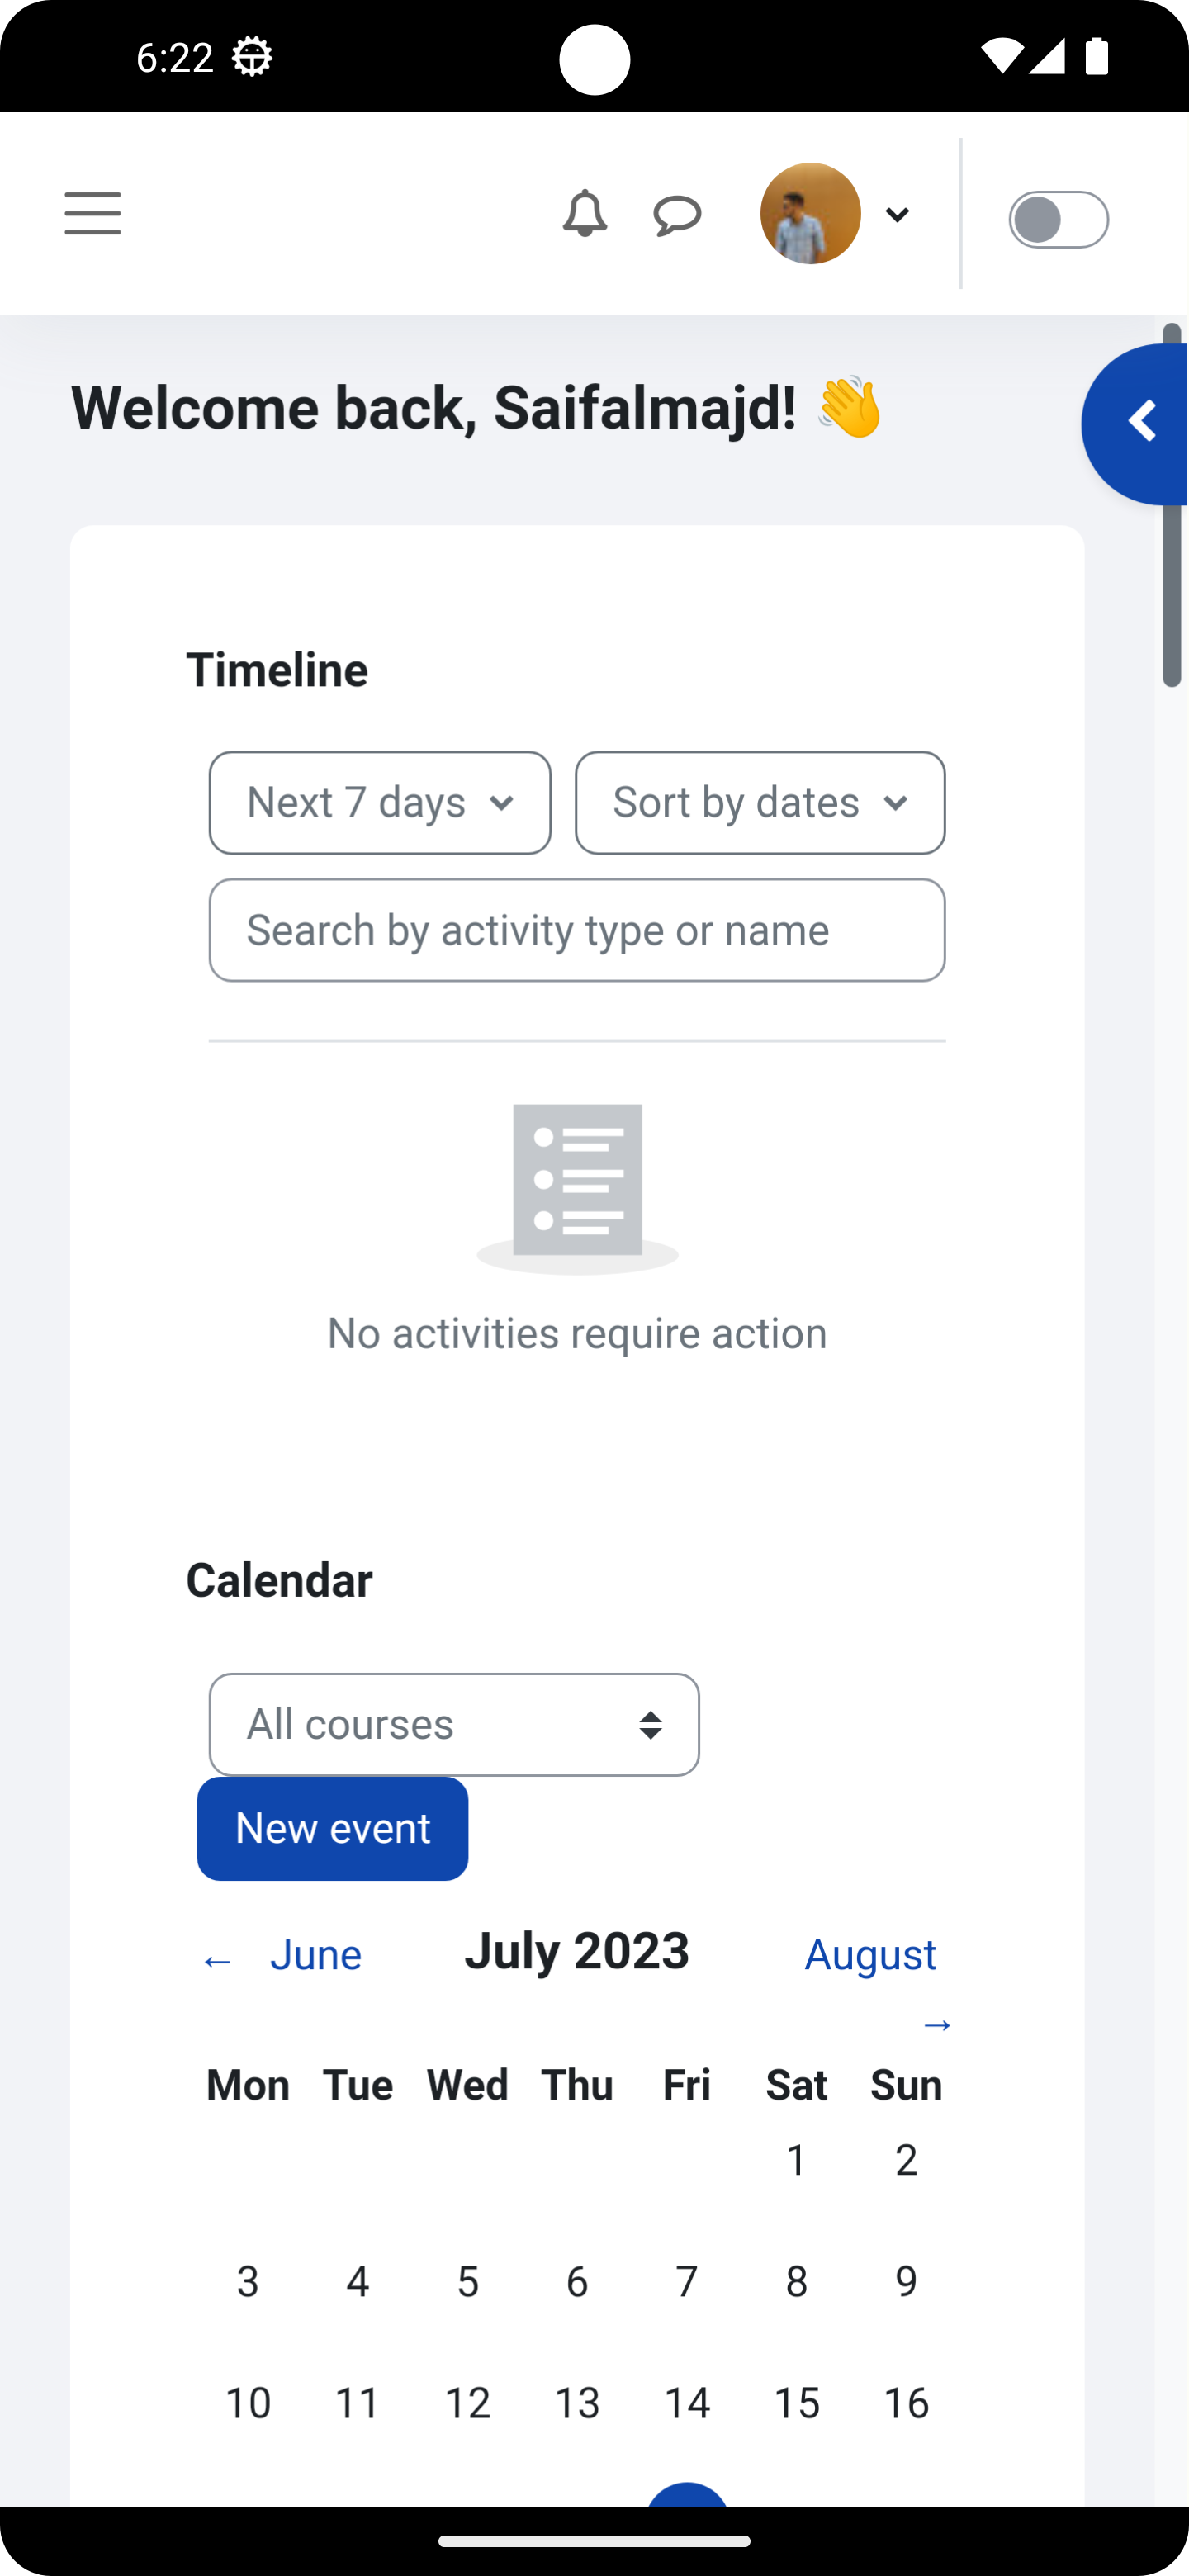 6:22
Welcome back, Saifalmajd! 👋
Timeline
Next 7 days
Sort by dates
Search by activity type or name
No activities require action
Calendar
All courses
New event
← June July 2023 August →
Mon Tue Wed Thu Fri Sat Sun
1 2
3 4 5 6 7 8 9
10 11 12 13 14 15 16